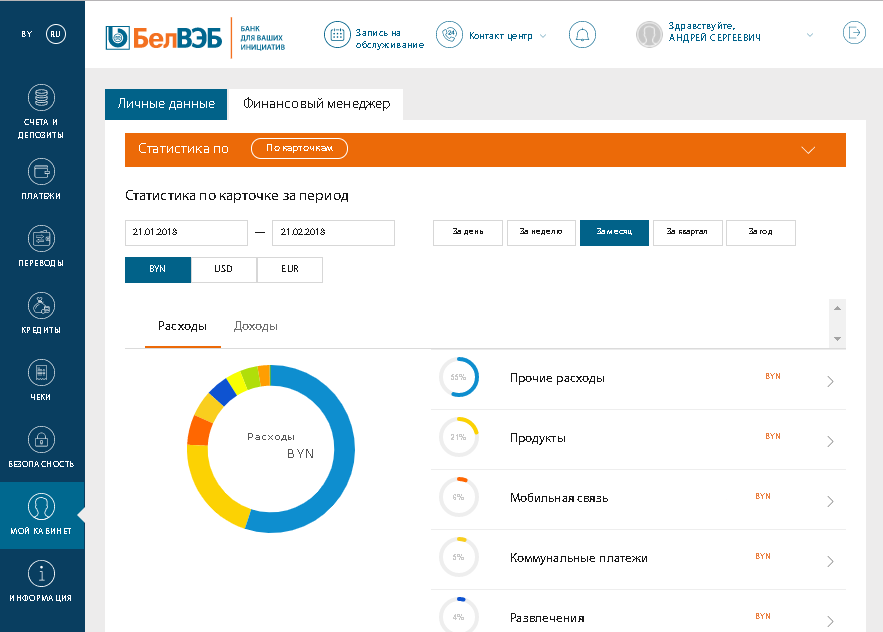 BY RU
БелВЭБ
БАНК
ДЛЯ ВАШИХ
ИНИЦИАТИВ
Запись на
обслуживание
24
Контакт центр
Здравствуйте,
АНДРЕЙ СЕРГЕЕВИЧ
СЧЕТА И
ДЕПОЗИТЫ
ПЛАТЕЖИ
ПЕРЕВОДЫ
КРЕДИТЫ
ЧЕКИ
БЕЗОПАСНОСТЬ
МОЙ КАБИНЕТ
ИНФОРМАЦИЯ
Личные данные Финансовый менеджер
Статистика по По карточкам
Статистика по карточке за период
21.01.2018 — 21.02.2018
За день За неделю За месяц За квартал За год
BYN USD EUR
Расходы Доходы
Расходы
BYN
55% Прочие расходы BYN
21% Продукты BYN
6% Мобильная связь BYN
5% Коммунальные платежи BYN
4% Развлечения BYN